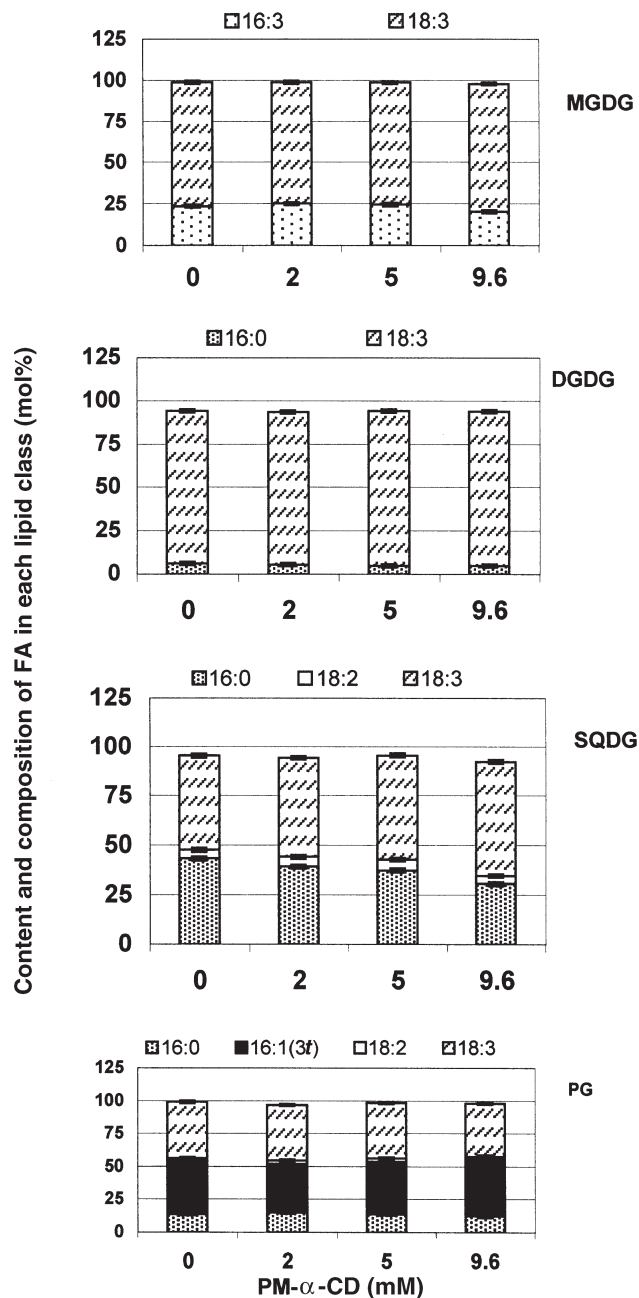 16:3 18:3
125
100
75
50
25
0
MGDG
0 2 5 9.6
16:0 18:3
125
100
75
50
25
0
DGDG
0 2 5 9.6
16:0 18:2 18:3
125
100
75
50
25
0
SQDG
0 2 5 9.6
16:0 16:1(3t) 18:2 18:3
125
100
75
50
25
0
PG
0 2 5 9.6
PM-α-CD (mM)
Content and composition of FA in each lipid class (mol%)